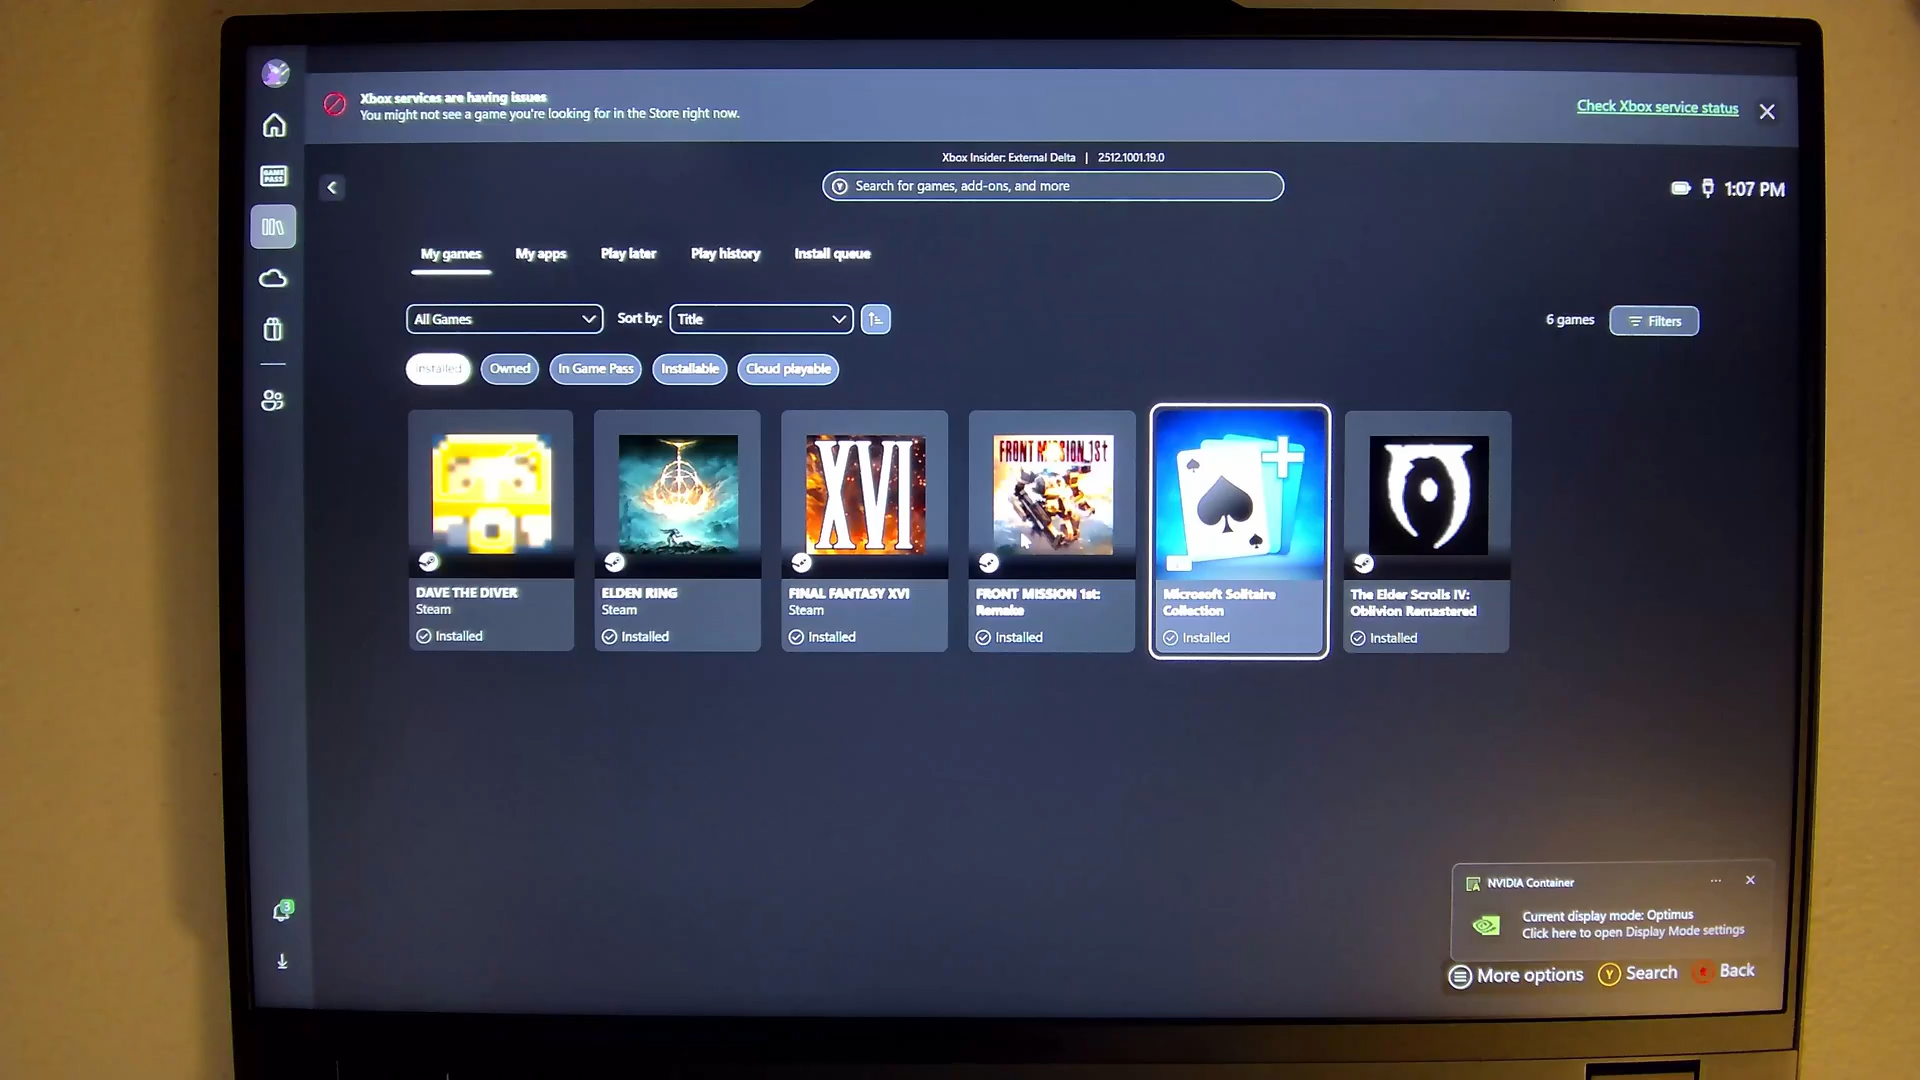 Xbox services are having issues
You might not see a game you're looking for in the Store right now.
Check Xbox service status
Xbox Insider: External Delta | 2512.1001.19.0
Search for games, add-ons, and more
1:07 PM
GAME PASS
My games My apps Play later Play history Install queue
All Games Sort by: Title
6 games Filters
Installed Owned In Game Pass Installable Cloud playable
XVI
FRONT MISSION 1st
DAVE THE DIVER
Steam
Installed
ELDEN RING
Steam
Installed
FINAL FANTASY XVI
Steam
Installed
FRONT MISSION 1st:
Remake
Installed
Microsoft Solitaire
Collection
Installed
The Elder Scrolls IV:
Oblivion Remastered
Installed
3
NVIDIA Container
Current display mode: Optimus
Click here to open Display Mode settings
More options Y Search Back